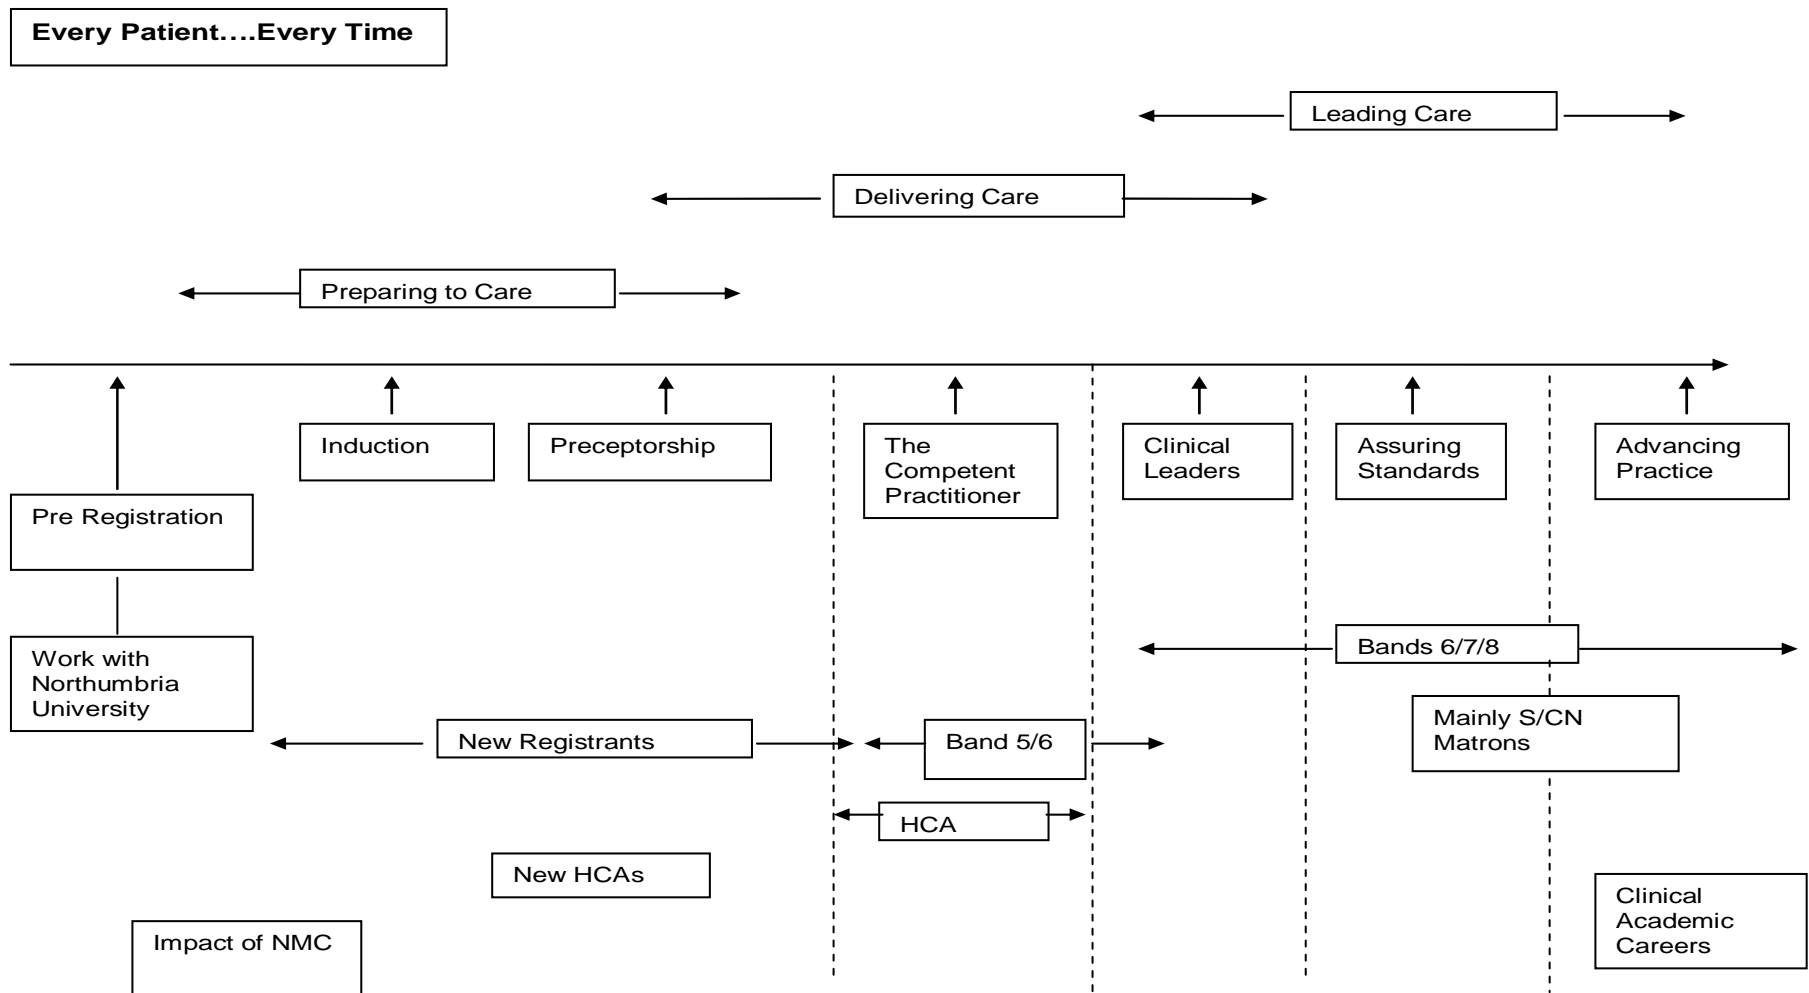 Every Patient....Every Time
Leading Care
Delivering Care
Preparing to Care
Induction
Preceptorship
The
Competent
Practitioner
Clinical
Leaders
Assuring
Standards
Advancing
Practice
Pre Registration
Work with
Northumbria
University
Bands 6/7/8
Mainly S/CN
Matrons
New Registrants
Band 5/6
HCA
New HCAs
Clinical
Academic
Careers
Impact of NMC